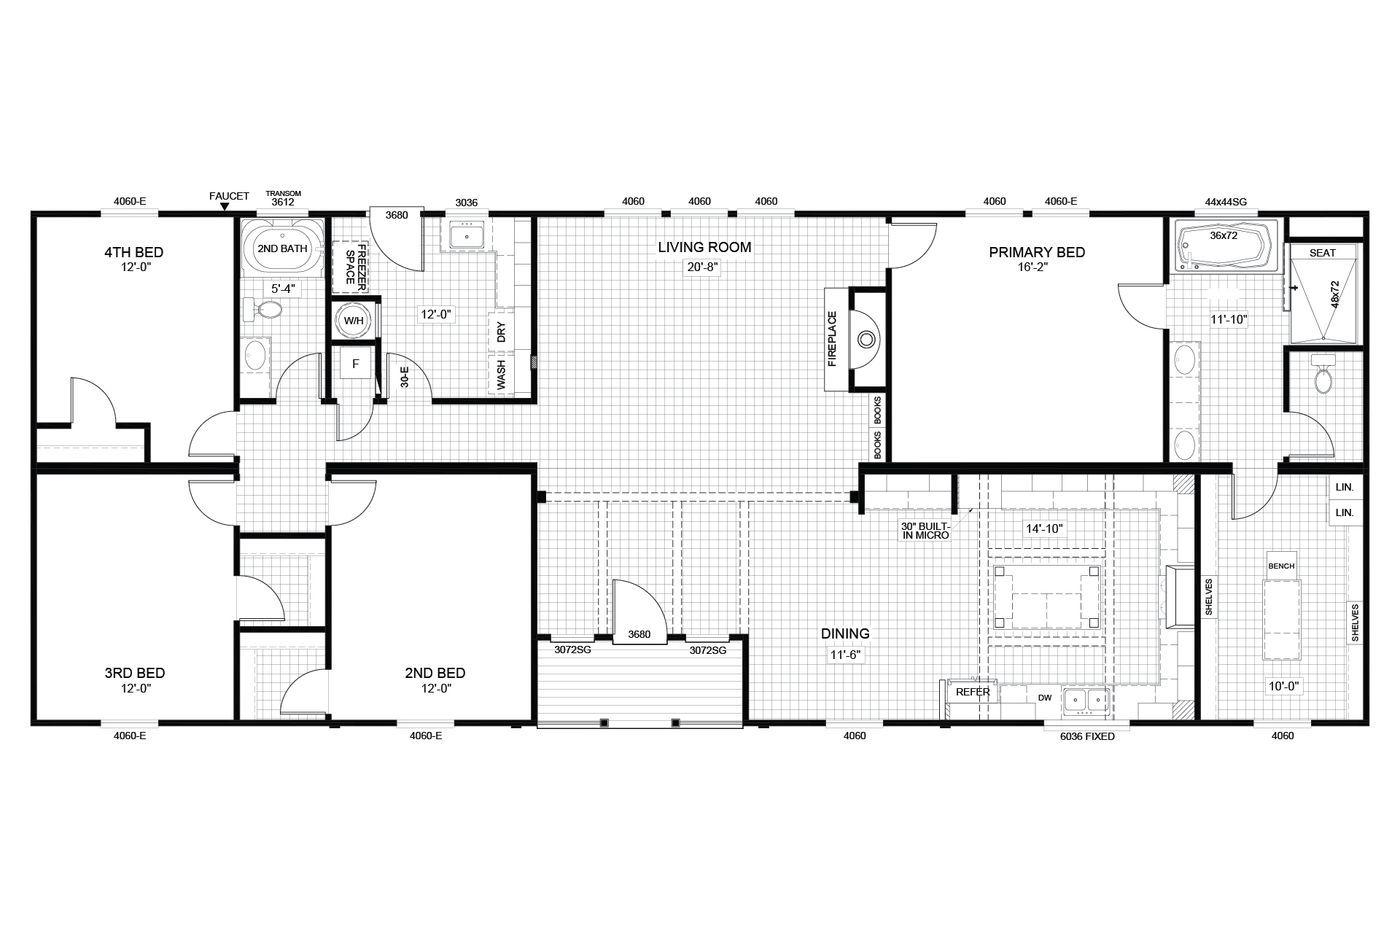 4060-E
FAUCET
TRANSOM
3612
3680
3036
4060
4060
4060
4060
4060-E
44x44SG
4TH BED
12'-0"
2ND BATH
5'-4"
FREEZER
SPACE
W/H
F
30-E
12'-0"
DRY
WASH
LIVING ROOM
20'-8"
FIREPLACE
BOOKS
BOOKS
PRIMARY BED
16'-2"
36x72
11'-10"
SEAT
48x72
LIN.
LIN.
30" BUILT-
IN MICRO
14'-10"
BENCH
SHELVES
SHELVES
3RD BED
12'-0"
2ND BED
12'-0"
3680
3072SG
3072SG
DINING
11'-6"
REFER
DW
10'-0"
4060-E
4060-E
4060
6036 FIXED
4060